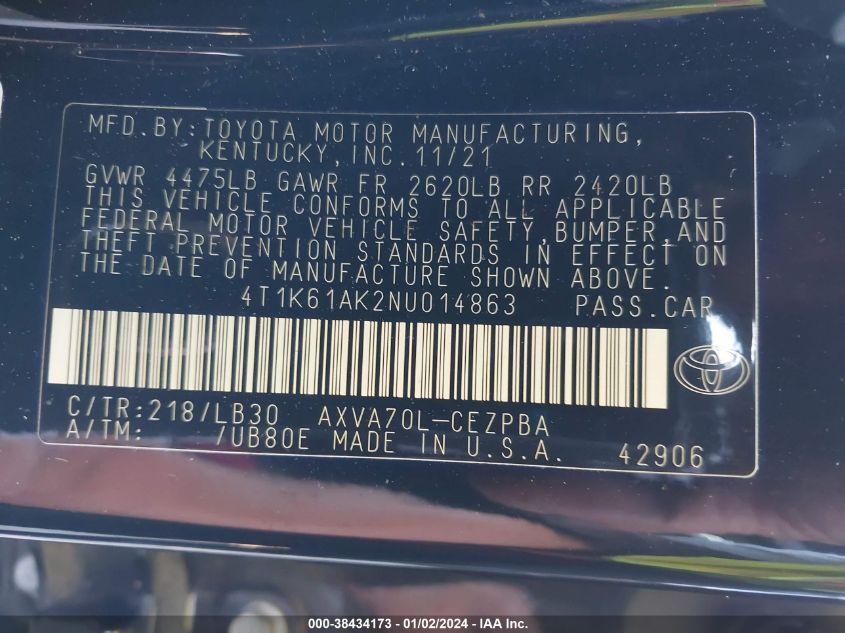 MFD.BY:TOYOTA MOTOR MANUFACTURING,
KENTUCKY,INC.11/21
GVWR 4475LB GAWR FR 2620LB RR 2420LB
THIS VEHICLE CONFORMS TO ALL APPLICABLE
FEDERAL MOTOR VEHICLE SAFETY,BUMPER,AND
THEFT PREVENTION STANDARDS IN EFFECT ON
THE DATE OF MANUFACTURE SHOWN ABOVE.
4T1K61AK2NU014863 PASS.CAR
C/TR:218/LB30 AXVA70L-CEZPBA
A/TM: /UB80E MADE IN U.S.A. 42906
000-38434173 - 01/02/2024 - IAA Inc.